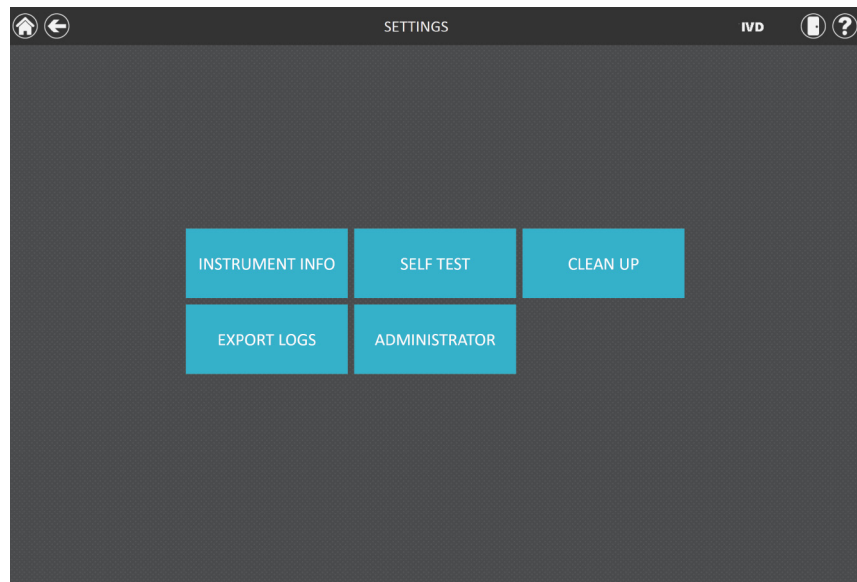 SETTINGS
IVD
?
INSTRUMENT INFO
SELF TEST
CLEAN UP
EXPORT LOGS
ADMINISTRATOR